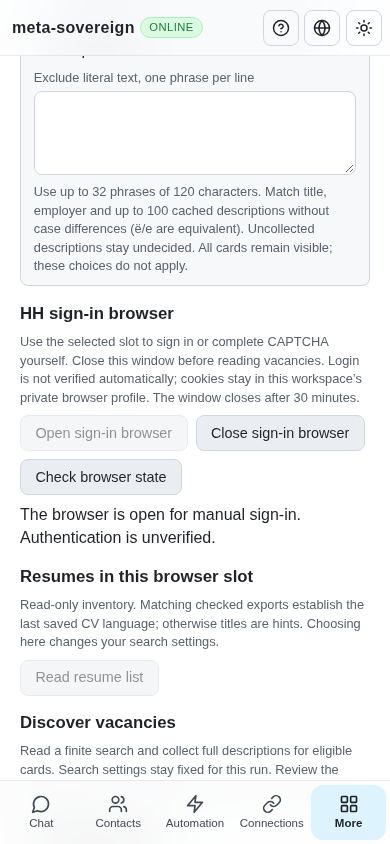 meta-sovereign ONLINE
Exclude literal text, one phrase per line
Use up to 32 phrases of 120 characters. Match title,
employer and up to 100 cached descriptions without
case differences (ё/е are equivalent). Uncollected
descriptions stay undecided. All cards remain visible;
these choices do not apply.
HH sign-in browser
Use the selected slot to sign in or complete CAPTCHA
yourself. Close this window before reading vacancies. Login
is not verified automatically; cookies stay in this workspace's
private browser profile. The window closes after 30 minutes.
Open sign-in browser
Close sign-in browser
Check browser state
The browser is open for manual sign-in.
Authentication is unverified.
Resumes in this browser slot
Read-only inventory. Matching checked exports establish the
last saved CV language; otherwise titles are hints. Choosing
here changes your search settings.
Read resume list
Discover vacancies
Read a finite search and collect full descriptions for eligible
cards. Search settings stay fixed for this run. Review the
Chat
Contacts
Automation
Connections
More